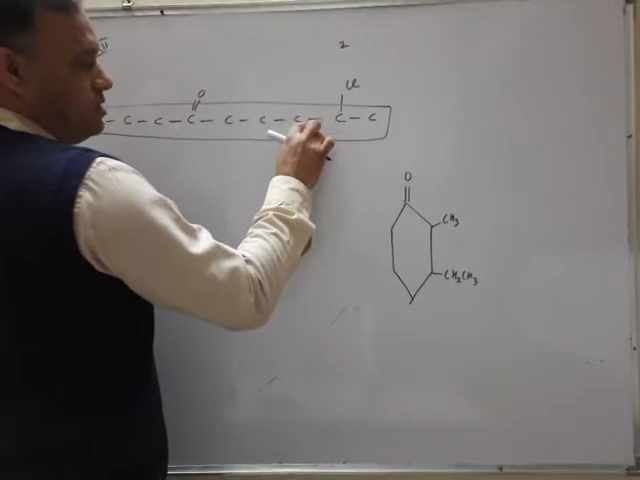 2
O Cl
- C - C - C - C - C - C - C - C
O
CH3
CH2CH3